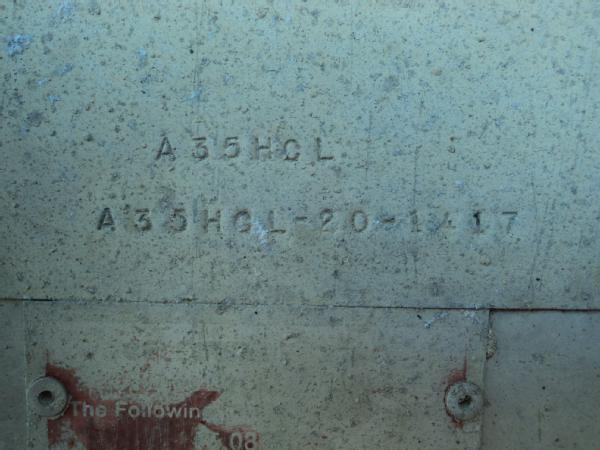 A35HCL
A35HCL-20-1417
The Followin
08